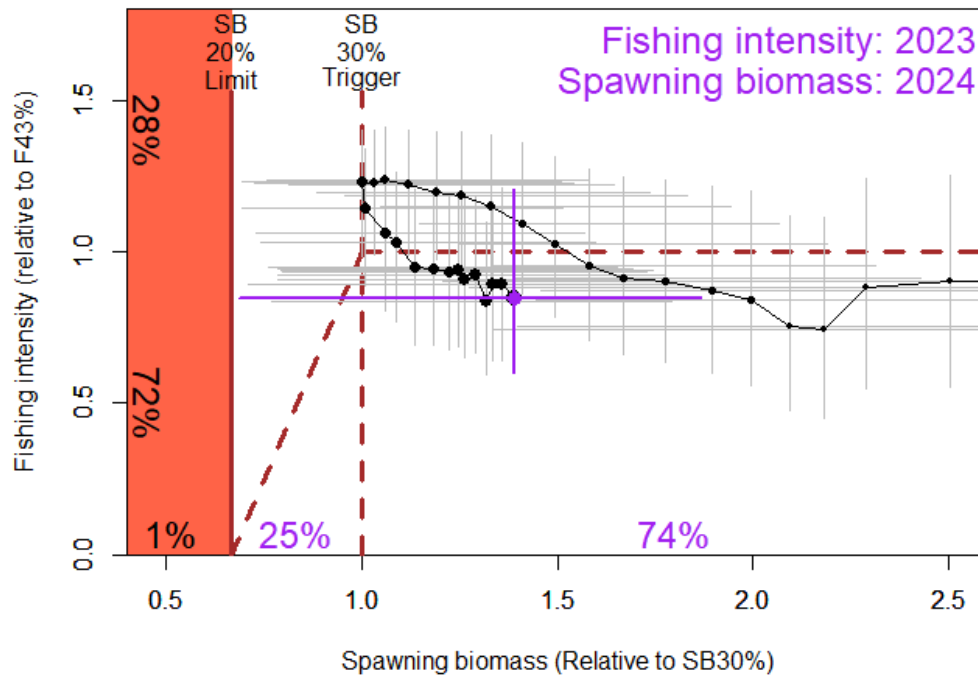 SB
20%
Limit
SB
30%
Trigger
Fishing intensity: 2023
Spawning biomass: 2024
Fishing intensity (relative to F43%)
1.5
1.0
0.5
0.0
28%
72%
1%
25%
74%
0.5
1.0
1.5
2.0
2.5
Spawning biomass (Relative to SB30%)